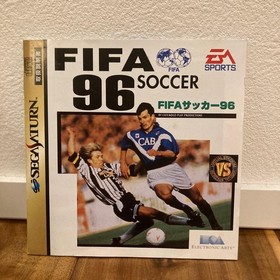 FIFA
SOCCER
96
FIFA
EA
SPORTS
FIFAサッカー96
SEGA SATURN
CAB
VS
ELECTRONIC ARTS